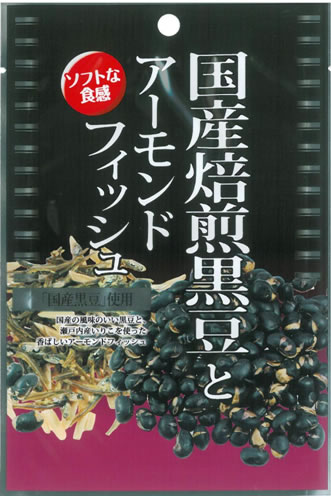 国産焙煎黒豆と
アーモンド
フィッシュ
ソフトな
食感
「国産黒豆」使用
国産の風味のいい黒豆と
瀬戸内産いりこを使った
香ばしいアーモンドフィッシュ